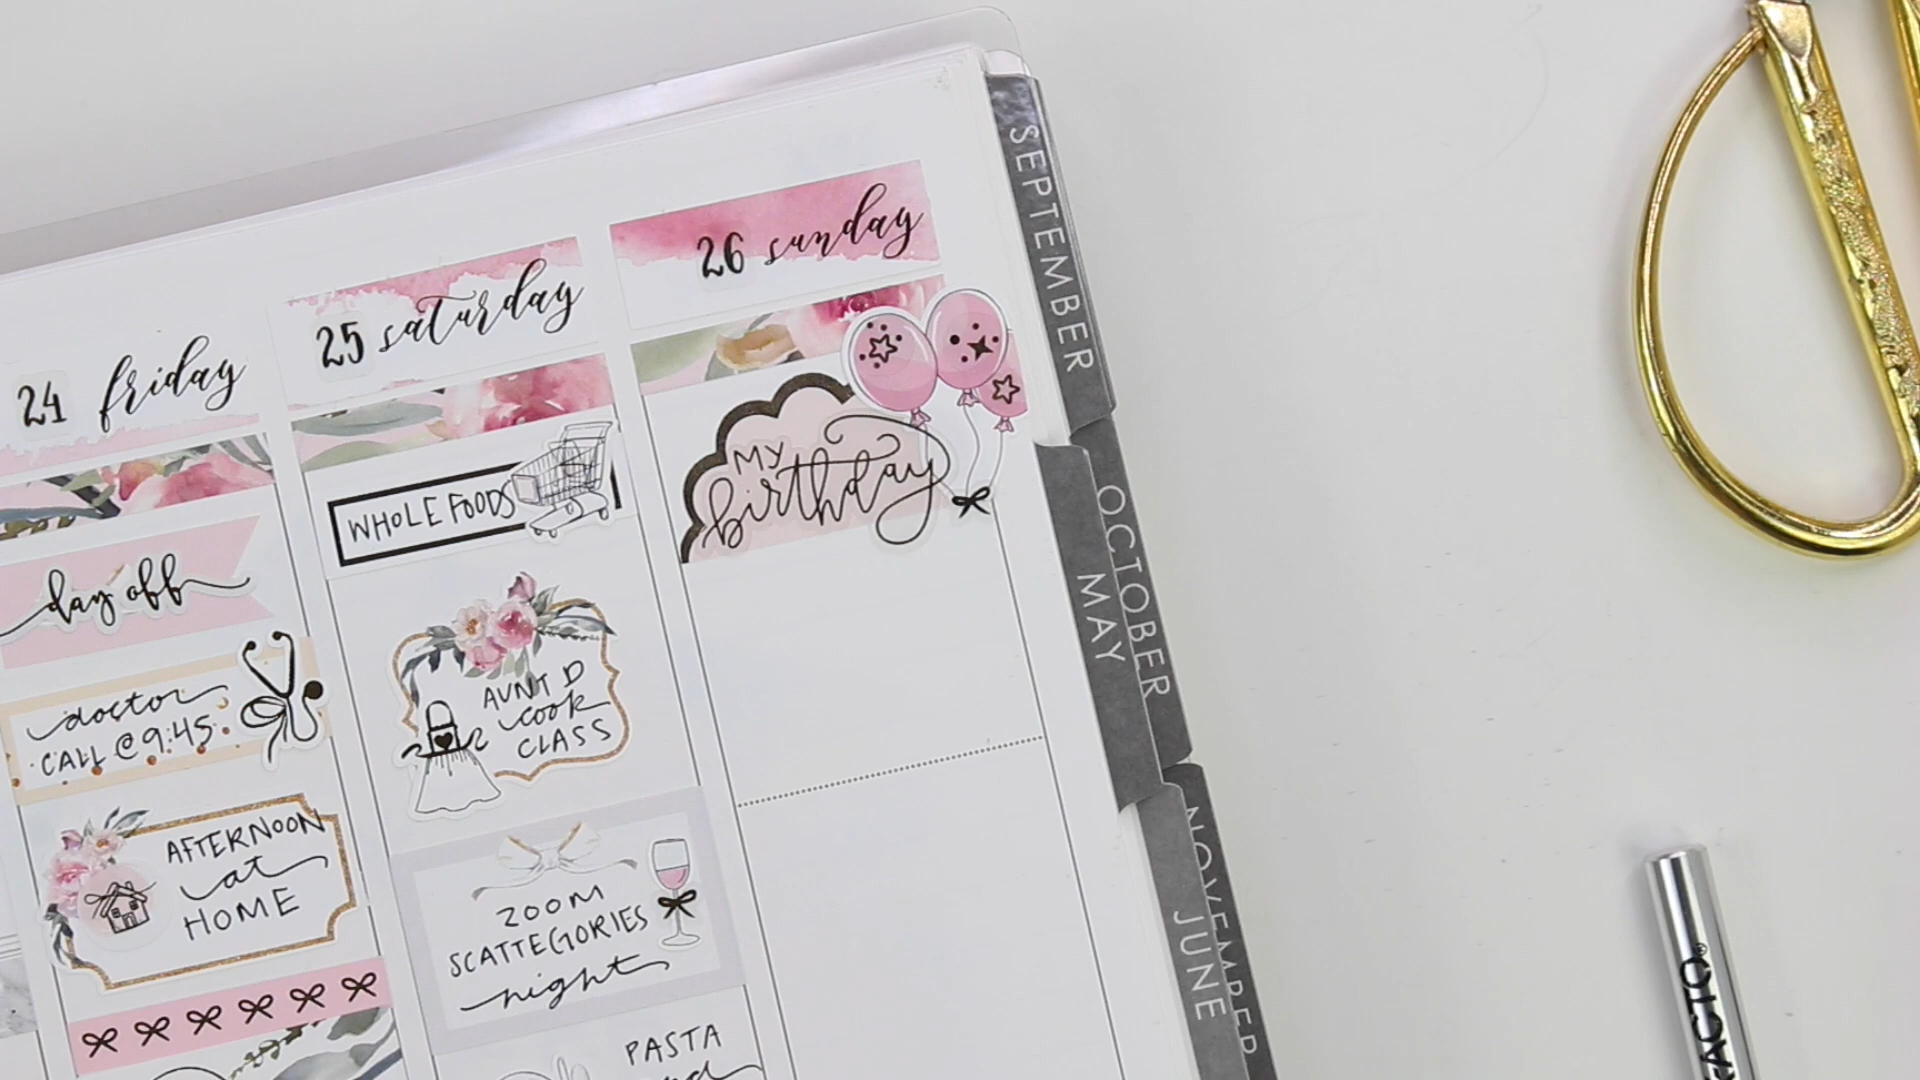 24 friday
day off
doctor
CALL @ 9:45
AFTERNOON
at
HOME
25 saturday
WHOLE FOODS
AUNT D
cook
CLASS
ZOOM
SCATTEGORIES
night
PASTA
26 sunday
MY
birthday
SEPTEMBER
OCTOBER
MAY
NOVEMBER
JUNE